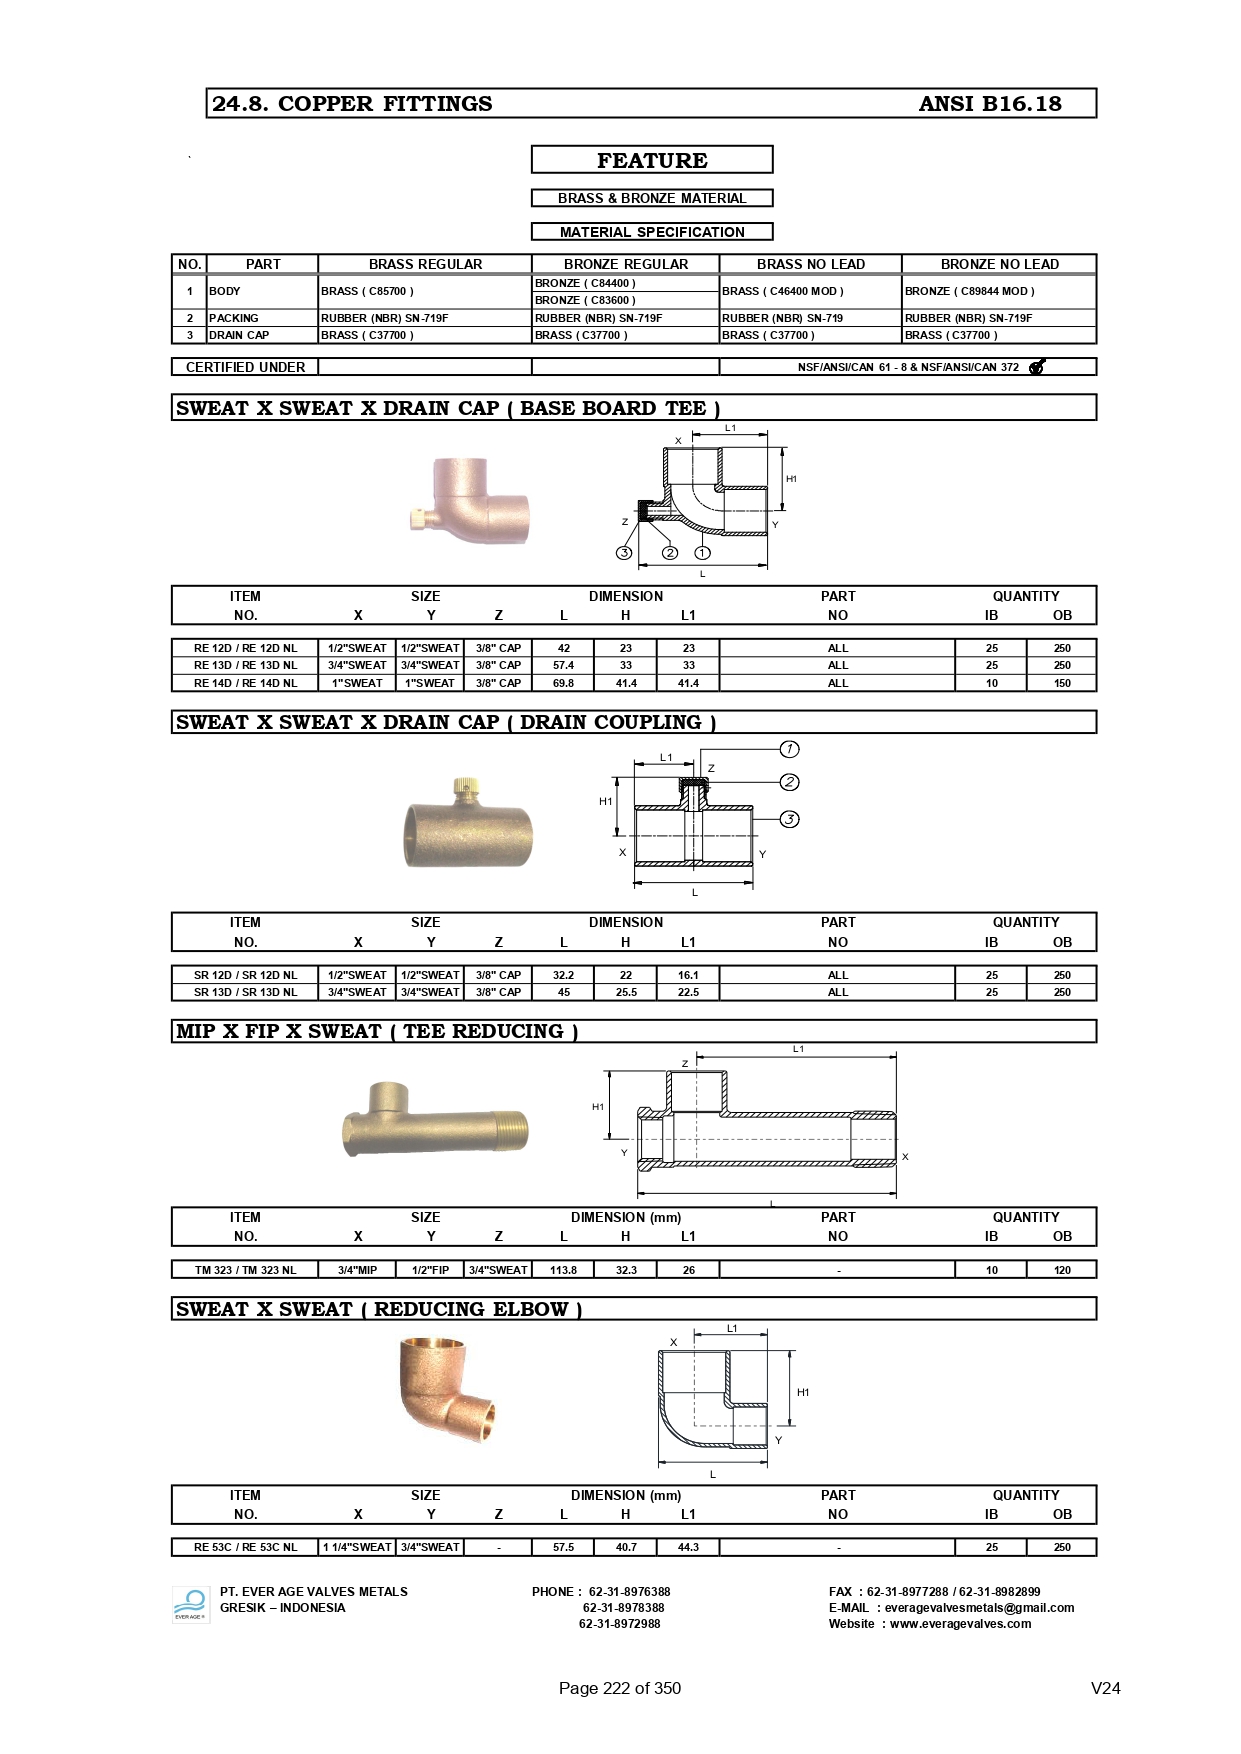 24.8. COPPER FITTINGS ANSI B16.18
`
FEATURE
BRASS & BRONZE MATERIAL
MATERIAL SPECIFICATION
NO. PART BRASS REGULAR BRONZE REGULAR BRASS NO LEAD BRONZE NO LEAD
1 BODY BRASS ( C85700 ) BRONZE ( C84400 ) BRASS ( C46400 MOD ) BRONZE ( C89844 MOD )
BRONZE ( C83600 )
2 PACKING RUBBER (NBR) SN-719F RUBBER (NBR) SN-719F RUBBER (NBR) SN-719 RUBBER (NBR) SN-719F
3 DRAIN CAP BRASS ( C37700 ) BRASS ( C37700 ) BRASS ( C37700 ) BRASS ( C37700 )
CERTIFIED UNDER NSF/ANSI/CAN 61 - 8 & NSF/ANSI/CAN 372
SWEAT X SWEAT X DRAIN CAP ( BASE BOARD TEE )
L1
X
H1
Z Y
3 2 1
L
ITEM SIZE DIMENSION PART QUANTITY
NO. X Y Z L H L1 NO IB OB
RE 12D / RE 12D NL 1/2"SWEAT 1/2"SWEAT 3/8" CAP 42 23 23 ALL 25 250
RE 13D / RE 13D NL 3/4"SWEAT 3/4"SWEAT 3/8" CAP 57.4 33 33 ALL 25 250
RE 14D / RE 14D NL 1"SWEAT 1"SWEAT 3/8" CAP 69.8 41.4 41.4 ALL 10 150
SWEAT X SWEAT X DRAIN CAP ( DRAIN COUPLING )
1
L1
Z
2
H1
3
X Y
L
ITEM SIZE DIMENSION PART QUANTITY
NO. X Y Z L H L1 NO IB OB
SR 12D / SR 12D NL 1/2"SWEAT 1/2"SWEAT 3/8" CAP 32.2 22 16.1 ALL 25 250
SR 13D / SR 13D NL 3/4"SWEAT 3/4"SWEAT 3/8" CAP 45 25.5 22.5 ALL 25 250
MIP X FIP X SWEAT ( TEE REDUCING )
L1
Z
H1
Y X
L
ITEM SIZE DIMENSION (mm) PART QUANTITY
NO. X Y Z L H L1 NO IB OB
TM 323 / TM 323 NL 3/4"MIP 1/2"FIP 3/4"SWEAT 113.8 32.3 26 - 10 120
SWEAT X SWEAT ( REDUCING ELBOW )
L1
X
H1
Y
L
ITEM SIZE DIMENSION (mm) PART QUANTITY
NO. X Y Z L H L1 NO IB OB
RE 53C / RE 53C NL 1 1/4"SWEAT 3/4"SWEAT - 57.5 40.7 44.3 - 25 250
PT. EVER AGE VALVES METALS PHONE : 62-31-8976388 FAX : 62-31-8977288 / 62-31-8982899
GRESIK – INDONESIA 62-31-8978388 E-MAIL : everagevalvesmetals@gmail.com
EVER AGE ® 62-31-8972988 Website : www.everagevalves.com
Page 222 of 350 V24